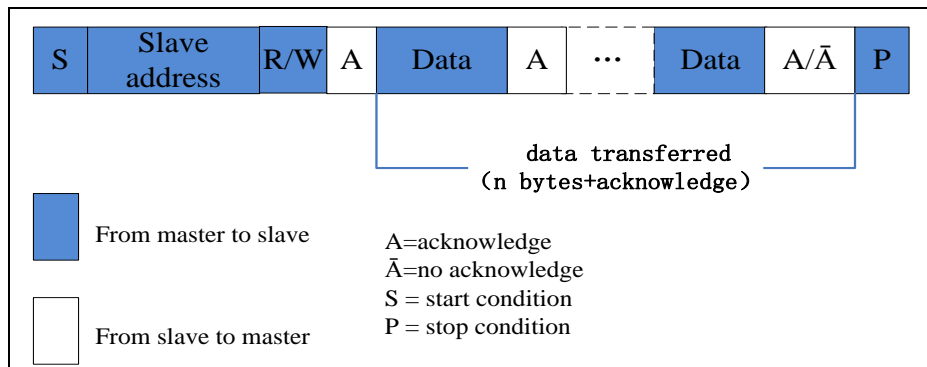 S Slave address R/W A Data A ··· Data A/Ā P
data transferred
(n bytes+acknowledge)
From master to slave
From slave to master
A=acknowledge
Ā=no acknowledge
S = start condition
P = stop condition